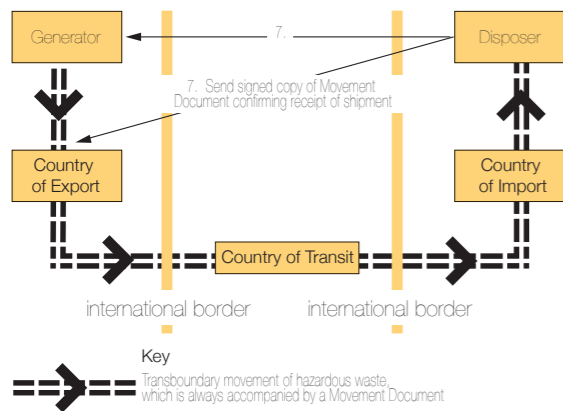 Generator
7.
Disposer
7. Send signed copy of Movement
Document confirming receipt of shipment
Country
of Export
Country
of Import
Country of Transit
international border
international border
Key
Transboundary movement of hazardous waste,
which is always accompanied by a Movement Document